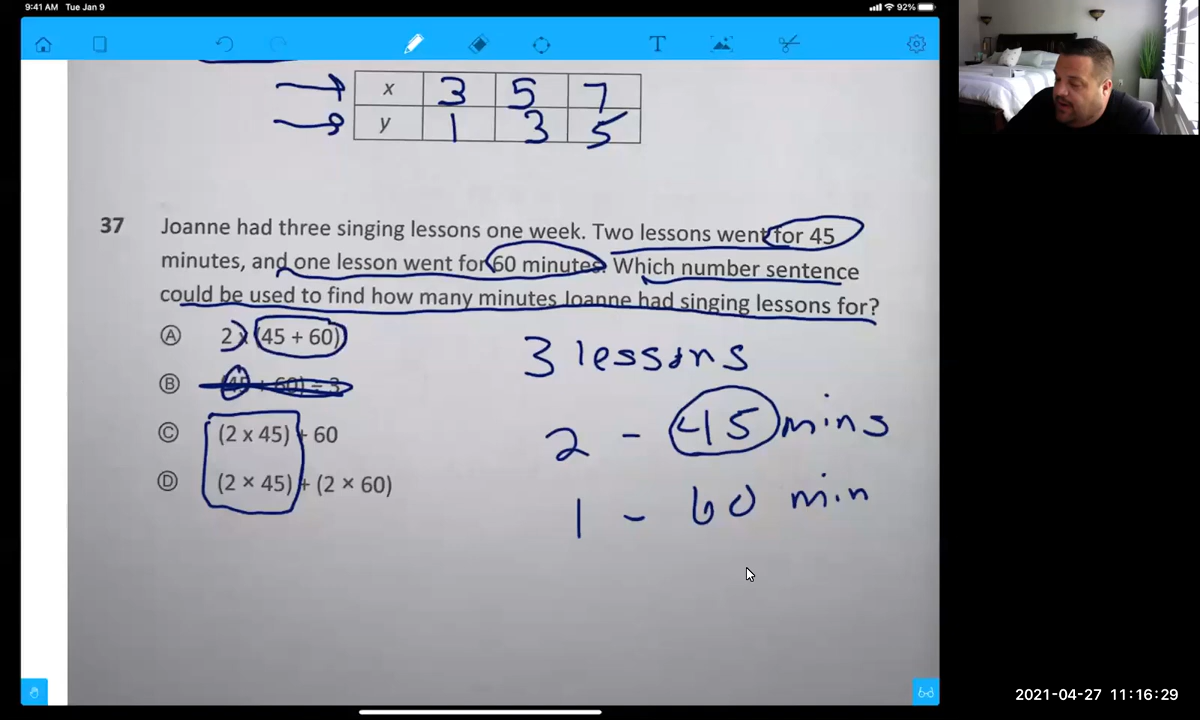 9:41 AM Tue Jan 9
92%
T
x 3 5 7
y 1 3 5
37 Joanne had three singing lessons one week. Two lessons went for 45
minutes, and one lesson went for 60 minutes. Which number sentence
could be used to find how many minutes Joanne had singing lessons for?
A 2 × (45 + 60)
B (45 + 60) – 3
C (2 x 45) + 60
D (2 × 45) + (2 × 60)
3 lessons
2 - 45 mins
1 - 60 min
2021-04-27 11:16:29